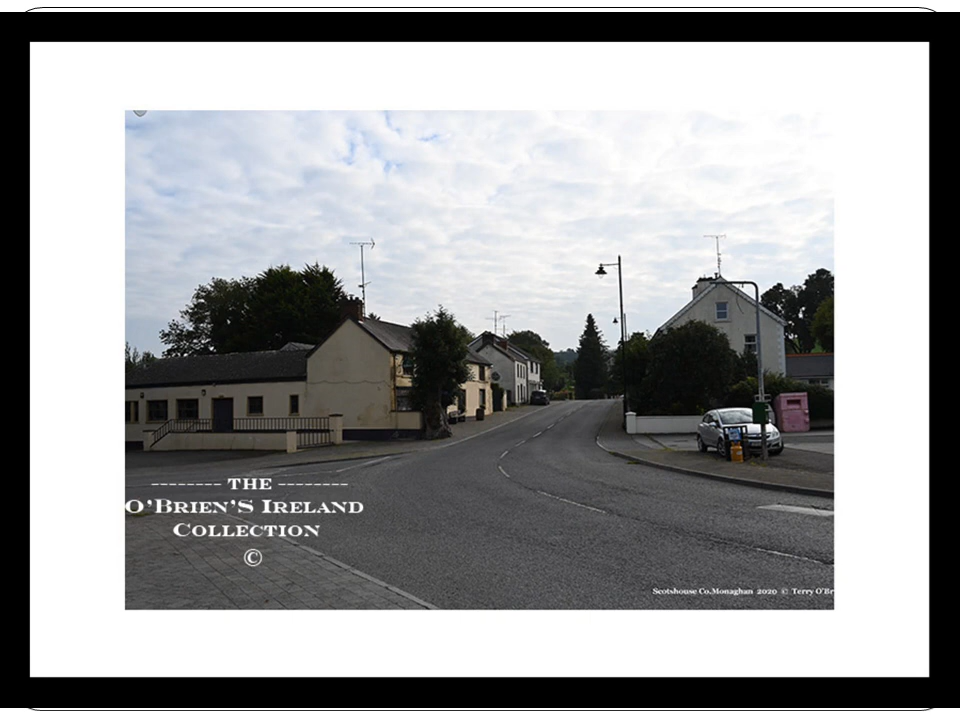 -------- THE --------
O'BRIEN'S IRELAND
COLLECTION
©
Scotshouse Co.Monaghan 2020 © Terry O'Br